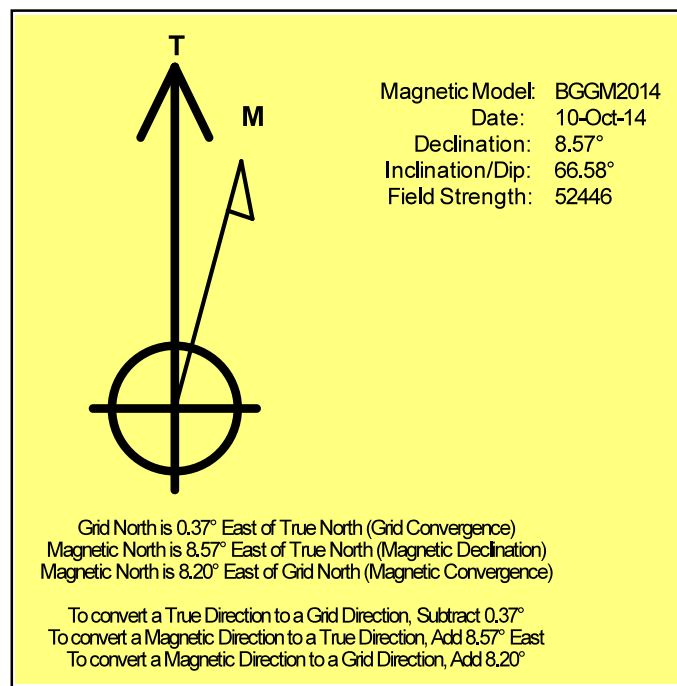 T
M
Magnetic Model: BGGM2014
Date: 10-Oct-14
Declination: 8.57°
Inclination/Dip: 66.58°
Field Strength: 52446
Grid North is 0.37° East of True North (Grid Convergence)
Magnetic North is 8.57° East of True North (Magnetic Declination)
Magnetic North is 8.20° East of Grid North (Magnetic Convergence)
To convert a True Direction to a Grid Direction, Subtract 0.37°
To convert a Magnetic Direction to a True Direction, Add 8.57° East
To convert a Magnetic Direction to a Grid Direction, Add 8.20°